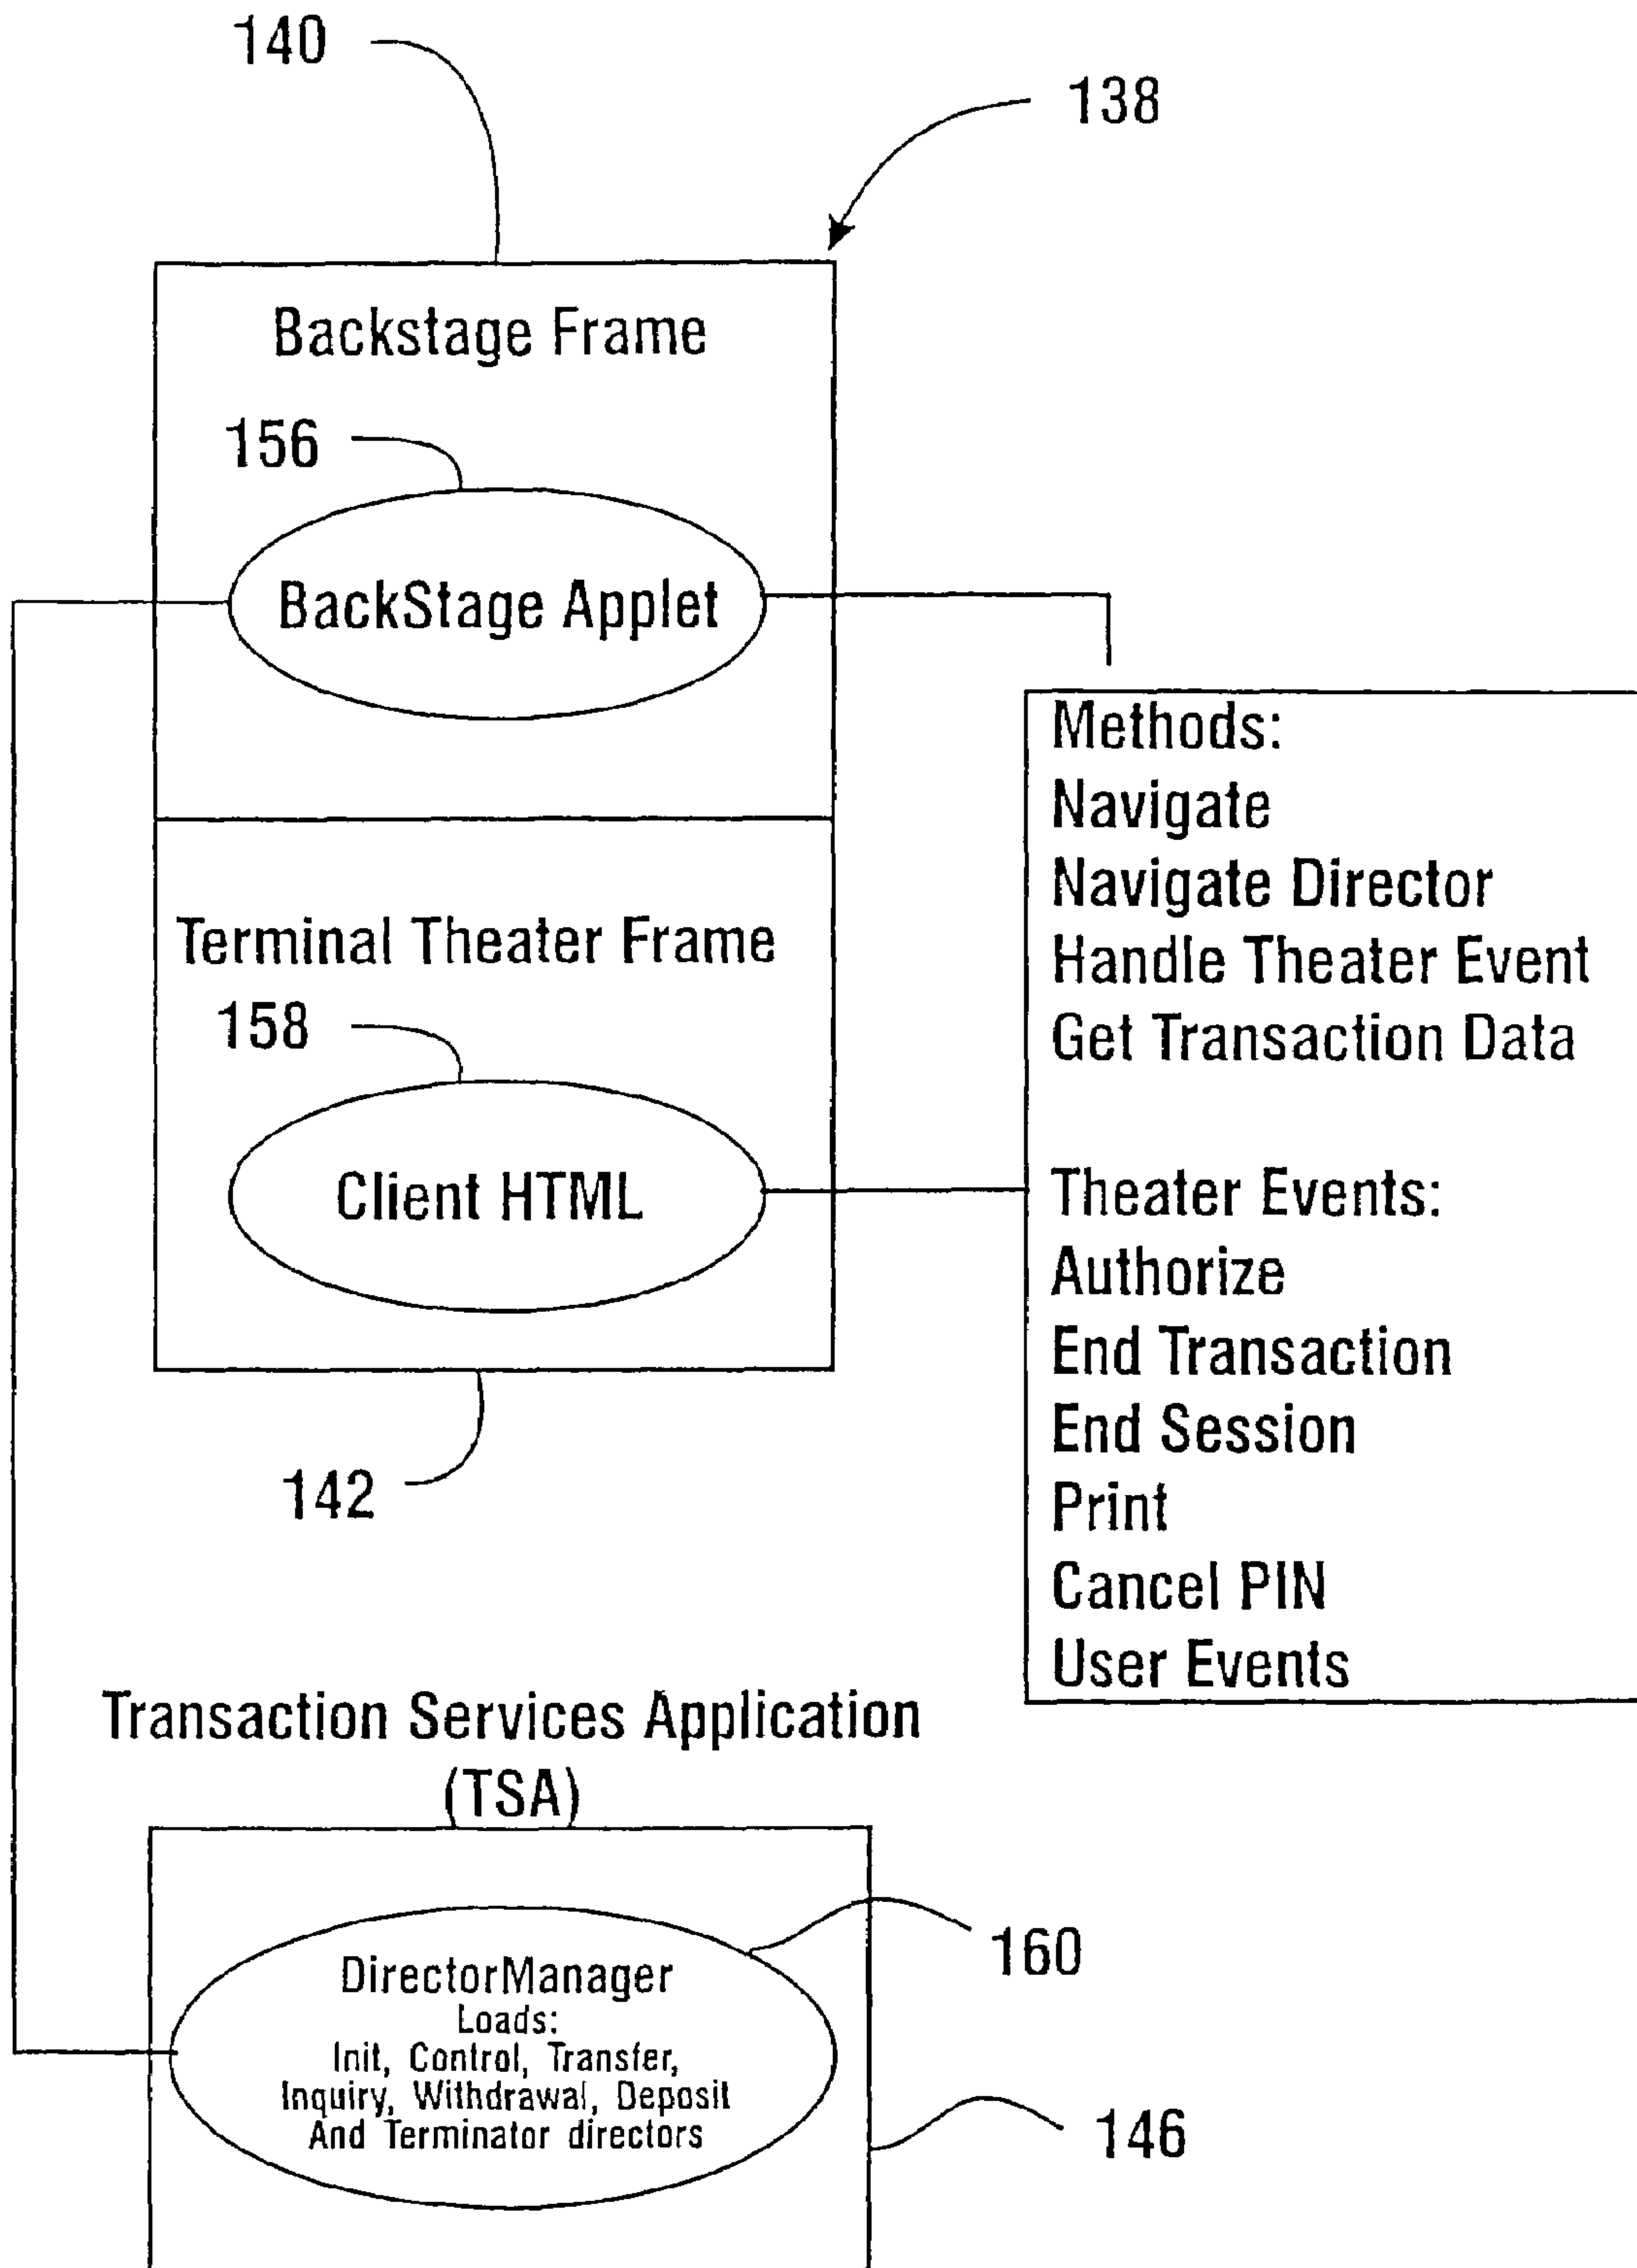 140
138
Backstage Frame
156
BackStage Applet
Methods:
Navigate
Navigate Director
Handle Theater Event
Get Transaction Data
Theater Events:
Authorize
End Transaction
End Session
Print
Cancel PIN
User Events
Terminal Theater Frame
158
Client HTML
142
Transaction Services Application
(TSA)
DirectorManager
Loads:
Init, Control, Transfer,
Inquiry, Withdrawal, Deposit
And Terminator directors
160
146